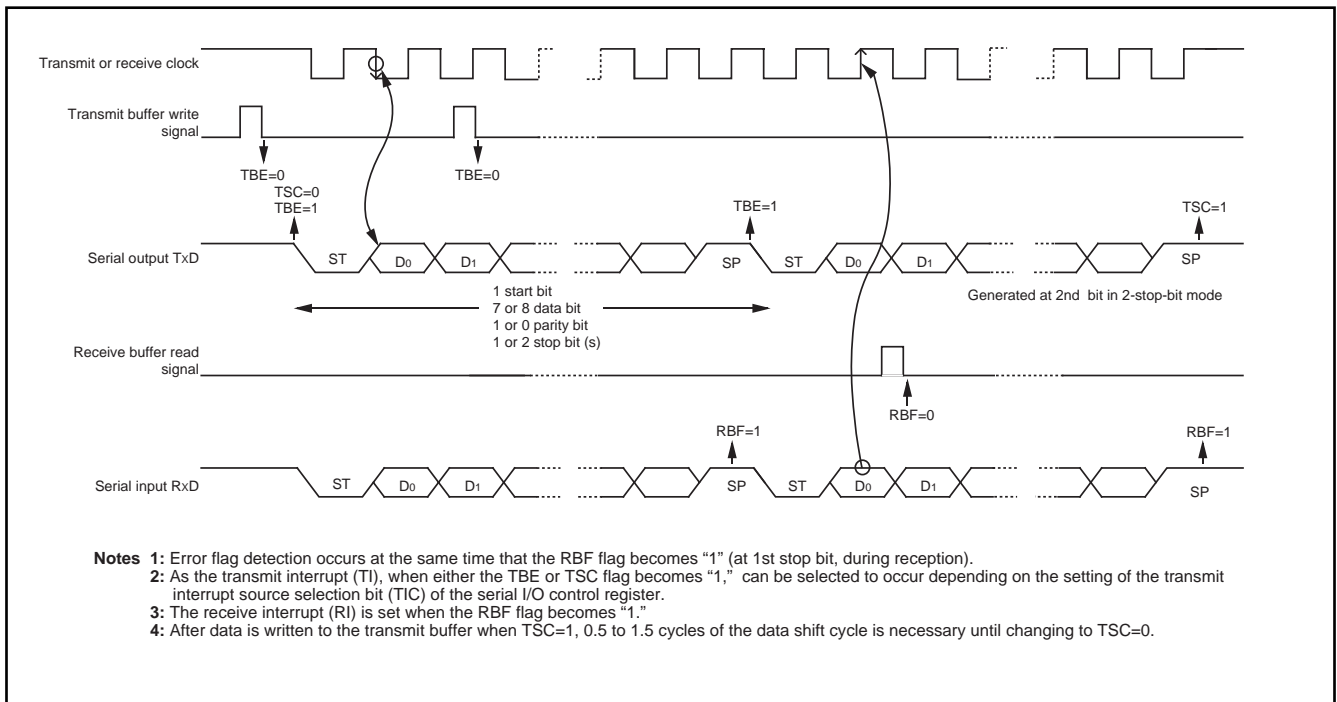 Transmit or receive clock
Transmit buffer write
signal
TBE=0
TBE=0
TSC=0
TBE=1
TBE=1
TSC=1
Serial output TxD
ST
D0
D1
SP
ST
D0
D1
SP
1 start bit
7 or 8 data bit
1 or 0 parity bit
1 or 2 stop bit (s)
Generated at 2nd bit in 2-stop-bit mode
Receive buffer read
signal
RBF=0
RBF=1
RBF=1
Serial input RxD
ST
D0
D1
SP
ST
D0
D1
SP
Notes 1: Error flag detection occurs at the same time that the RBF flag becomes “1” (at 1st stop bit, during reception).
2: As the transmit interrupt (TI), when either the TBE or TSC flag becomes “1,” can be selected to occur depending on the setting of the transmit
interrupt source selection bit (TIC) of the serial I/O control register.
3: The receive interrupt (RI) is set when the RBF flag becomes “1.”
4: After data is written to the transmit buffer when TSC=1, 0.5 to 1.5 cycles of the data shift cycle is necessary until changing to TSC=0.